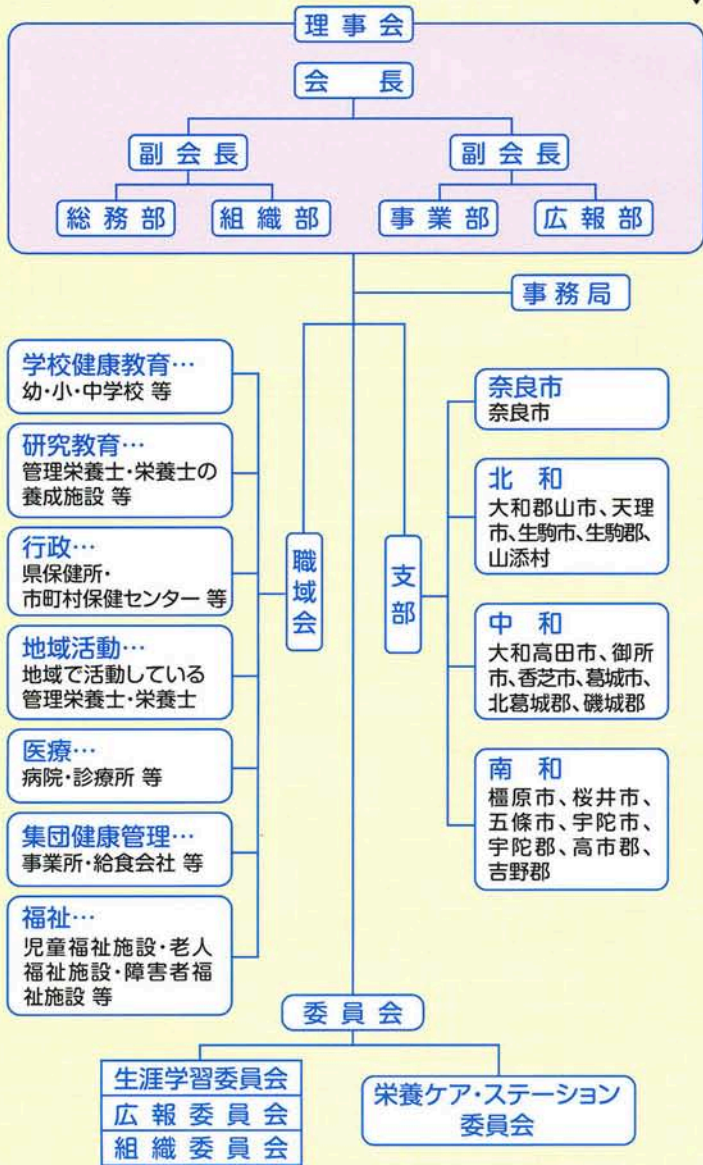 理事会
会長
副会長
副会長
総務部
組織部
事業部
広報部
事務局
職域会
学校健康教育…
幼・小・中学校 等
研究教育…
管理栄養士・栄養士の
養成施設 等
行政…
県保健所・
市町村保健センター 等
地域活動…
地域で活動している
管理栄養士・栄養士
医療…
病院・診療所 等
集団健康管理…
事業所・給食会社 等
福祉…
児童福祉施設・老人
福祉施設・障害者福
祉施設 等
支部
奈良市
奈良市
北和
大和郡山市、天理
市、生駒市、生駒郡、
山添村
中和
大和高田市、御所
市、香芝市、葛城市、
北葛城郡、磯城郡
南和
橿原市、桜井市、
五條市、宇陀市、
宇陀郡、高市郡、
吉野郡
委員会
生涯学習委員会
広報委員会
組織委員会
栄養ケア・ステーション
委員会